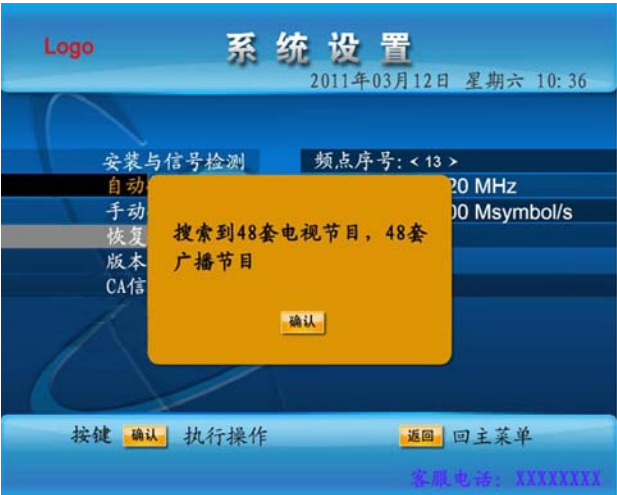 Logo
系统设置
2011年03月12日 星期六 10:36
安装与信号检测 频点序号: < 13 >
自动 20 MHz
手动 00 Msymbol/s
恢复
版本
CA信
搜索到48套电视节目，48套
广播节目
确认
按键 确认 执行操作 返回 回主菜单
客服电话: XXXXXXXX